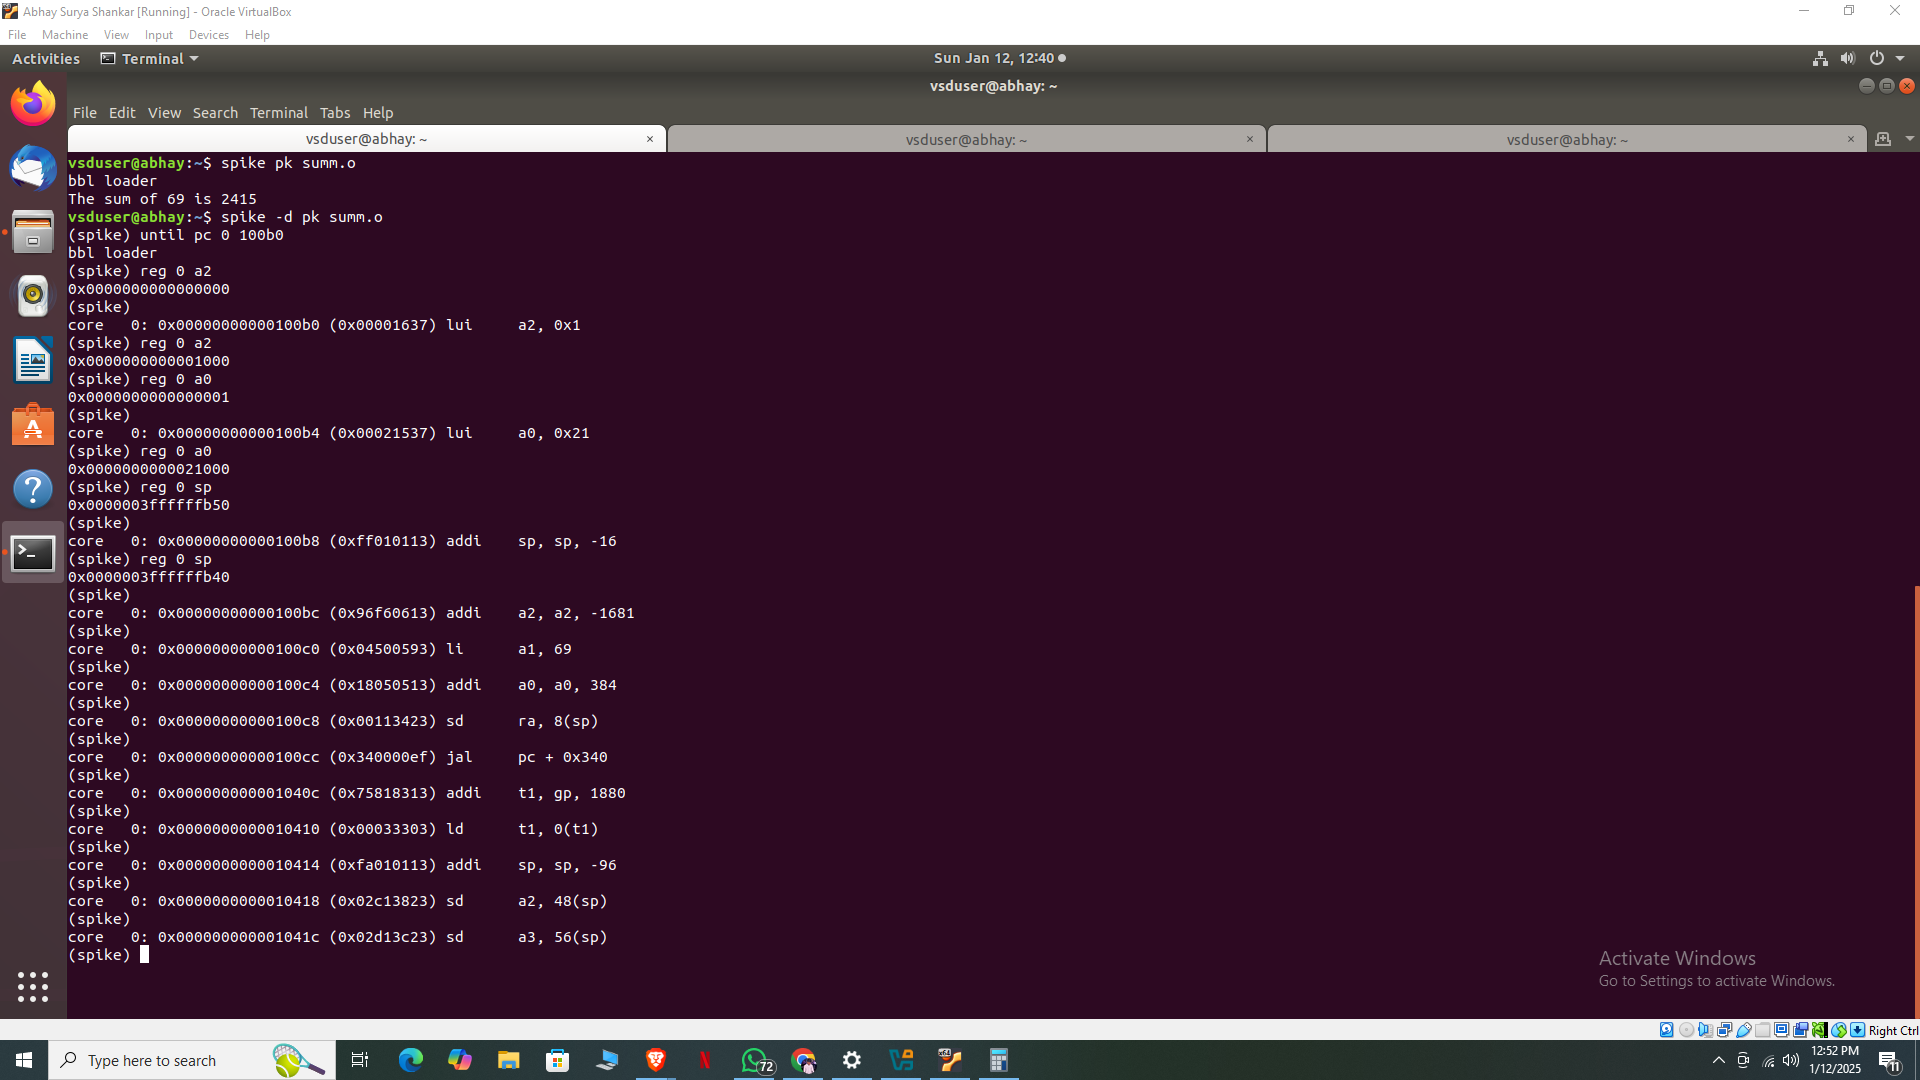 Abhay Surya Shankar [Running] - Oracle VirtualBox
File Machine View Input Devices Help
Activities Terminal Sun Jan 12, 12:40
vsduser@abhay: ~
File Edit View Search Terminal Tabs Help
vsduser@abhay: ~ × vsduser@abhay: ~ × vsduser@abhay: ~ ×
vsduser@abhay:~$ spike pk summ.o
bbl loader
The sum of 69 is 2415
vsduser@abhay:~$ spike -d pk summ.o
(spike) until pc 0 100b0
bbl loader
(spike) reg 0 a2
0x0000000000000000
(spike)
core   0: 0x00000000000100b0 (0x00001637) lui     a2, 0x1
(spike) reg 0 a2
0x0000000000001000
(spike) reg 0 a0
0x0000000000000001
(spike)
core   0: 0x00000000000100b4 (0x00021537) lui     a0, 0x21
(spike) reg 0 a0
0x0000000000021000
(spike) reg 0 sp
0x0000003ffffffb50
(spike)
core   0: 0x00000000000100b8 (0xff010113) addi    sp, sp, -16
(spike) reg 0 sp
0x0000003ffffffb40
(spike)
core   0: 0x00000000000100bc (0x96f60613) addi    a2, a2, -1681
(spike)
core   0: 0x00000000000100c0 (0x04500593) li      a1, 69
(spike)
core   0: 0x00000000000100c4 (0x18050513) addi    a0, a0, 384
(spike)
core   0: 0x00000000000100c8 (0x00113423) sd      ra, 8(sp)
(spike)
core   0: 0x00000000000100cc (0x340000ef) jal     pc + 0x340
(spike)
core   0: 0x000000000001040c (0x75818313) addi    t1, gp, 1880
(spike)
core   0: 0x0000000000010410 (0x00033303) ld      t1, 0(t1)
(spike)
core   0: 0x0000000000010414 (0xfa010113) addi    sp, sp, -96
(spike)
core   0: 0x0000000000010418 (0x02c13823) sd      a2, 48(sp)
(spike)
core   0: 0x000000000001041c (0x02d13c23) sd      a3, 56(sp)
(spike)
Activate Windows
Go to Settings to activate Windows.
Right Ctrl
Type here to search
72
12:52 PM
1/12/2025
11